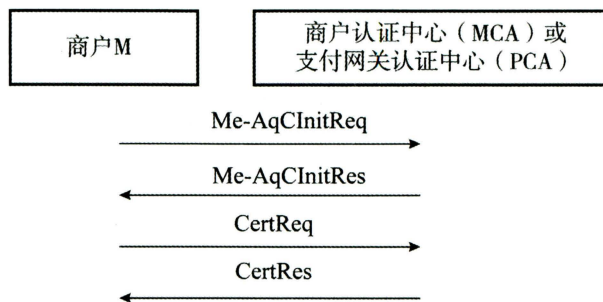 商户M
商户认证中心（MCA）或
支付网关认证中心（PCA）
Me-AqCInitReq
Me-AqCInitRes
CertReq
CertRes